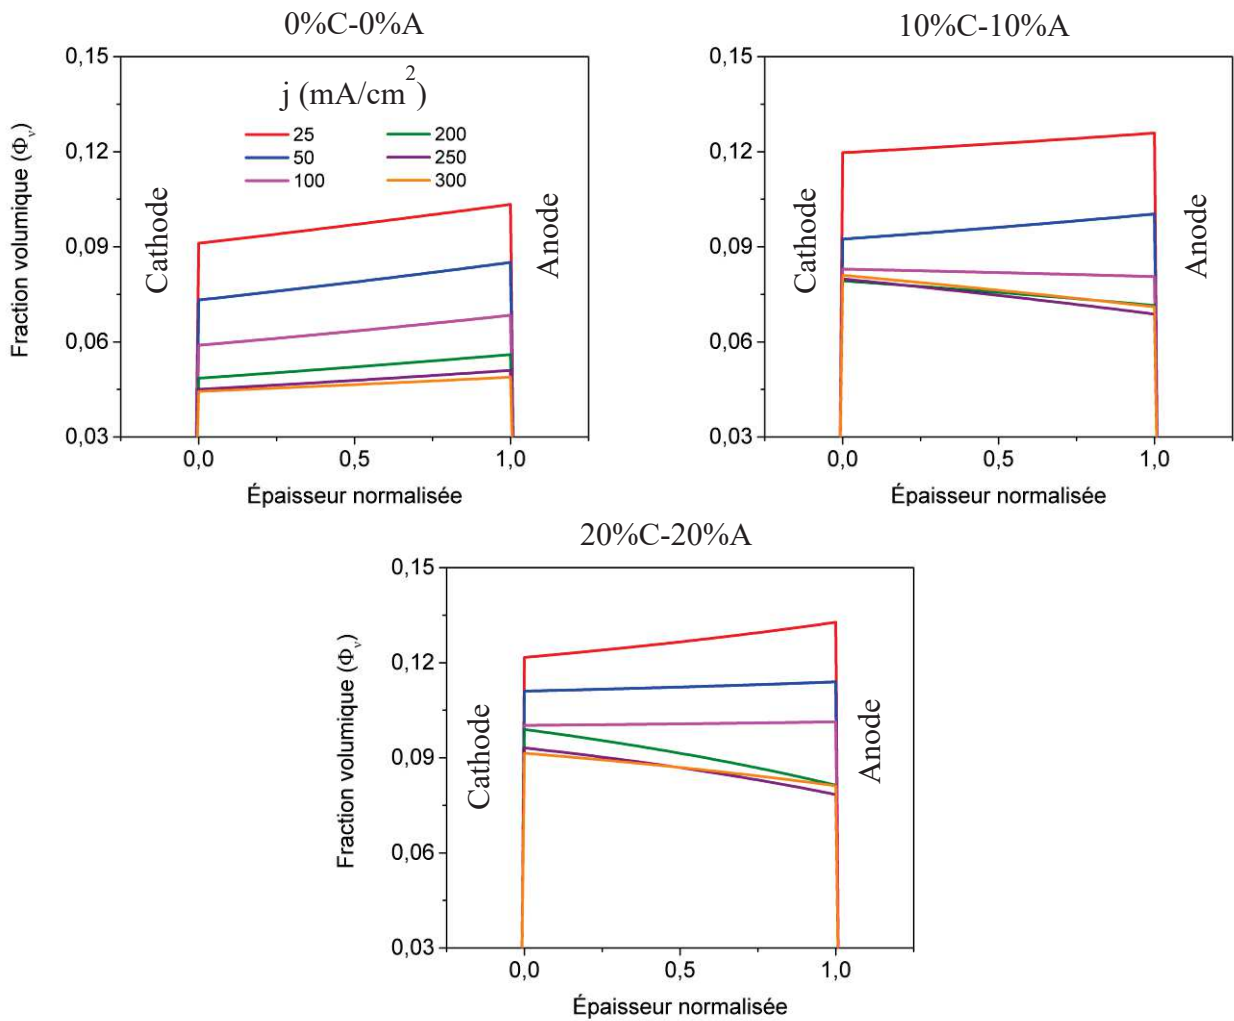 0%C-0%A
0,15
j (mA/cm²)
25 200
50 250
100 300
0,12
0,09
0,06
0,03
Fraction volumique (Φᵥ)
Cathode
Anode
0,0 0,5 1,0
Épaisseur normalisée
10%C-10%A
0,15
0,12
0,09
0,06
0,03
Cathode
Anode
0,0 0,5 1,0
Épaisseur normalisée
20%C-20%A
0,15
0,12
0,09
0,06
0,03
Fraction volumique (Φᵥ)
Cathode
Anode
0,0 0,5 1,0
Épaisseur normalisée